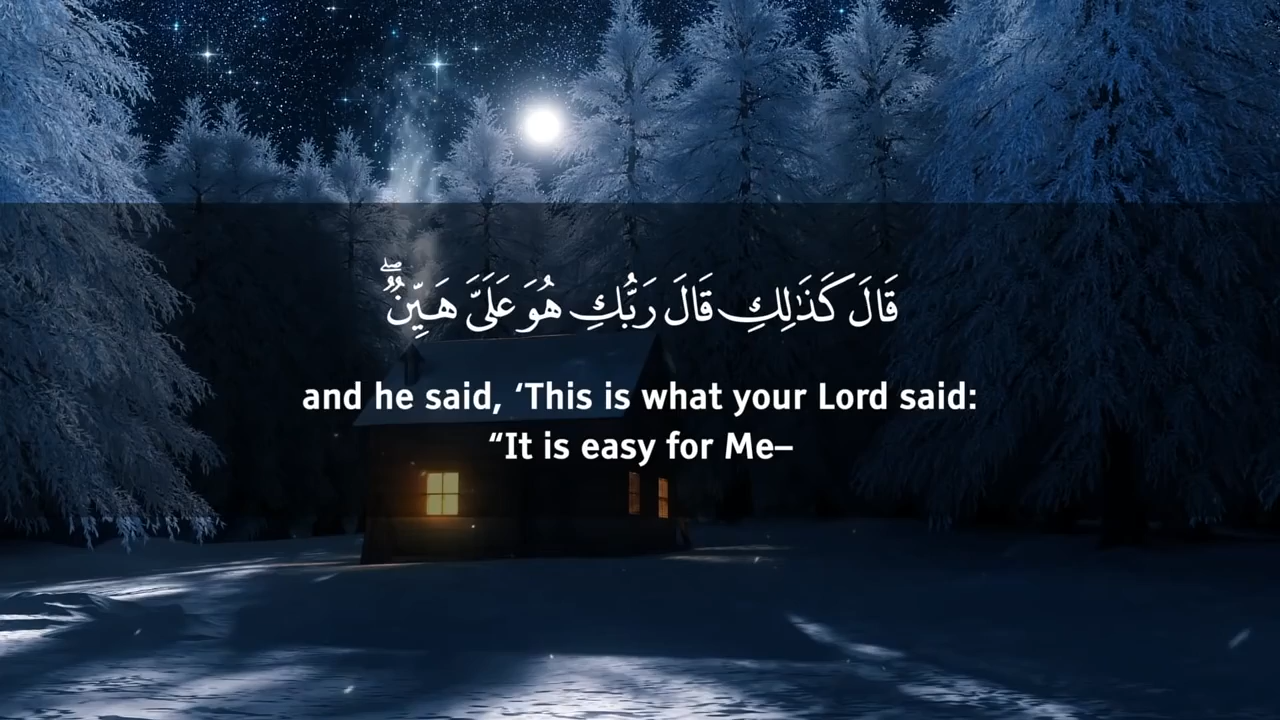 قَالَ كَذَٰلِكِ قَالَ رَبُّكِ هُوَ عَلَىَّ هَيِّنٌۭ ۖ
and he said, ‘This is what your Lord said:
“It is easy for Me–